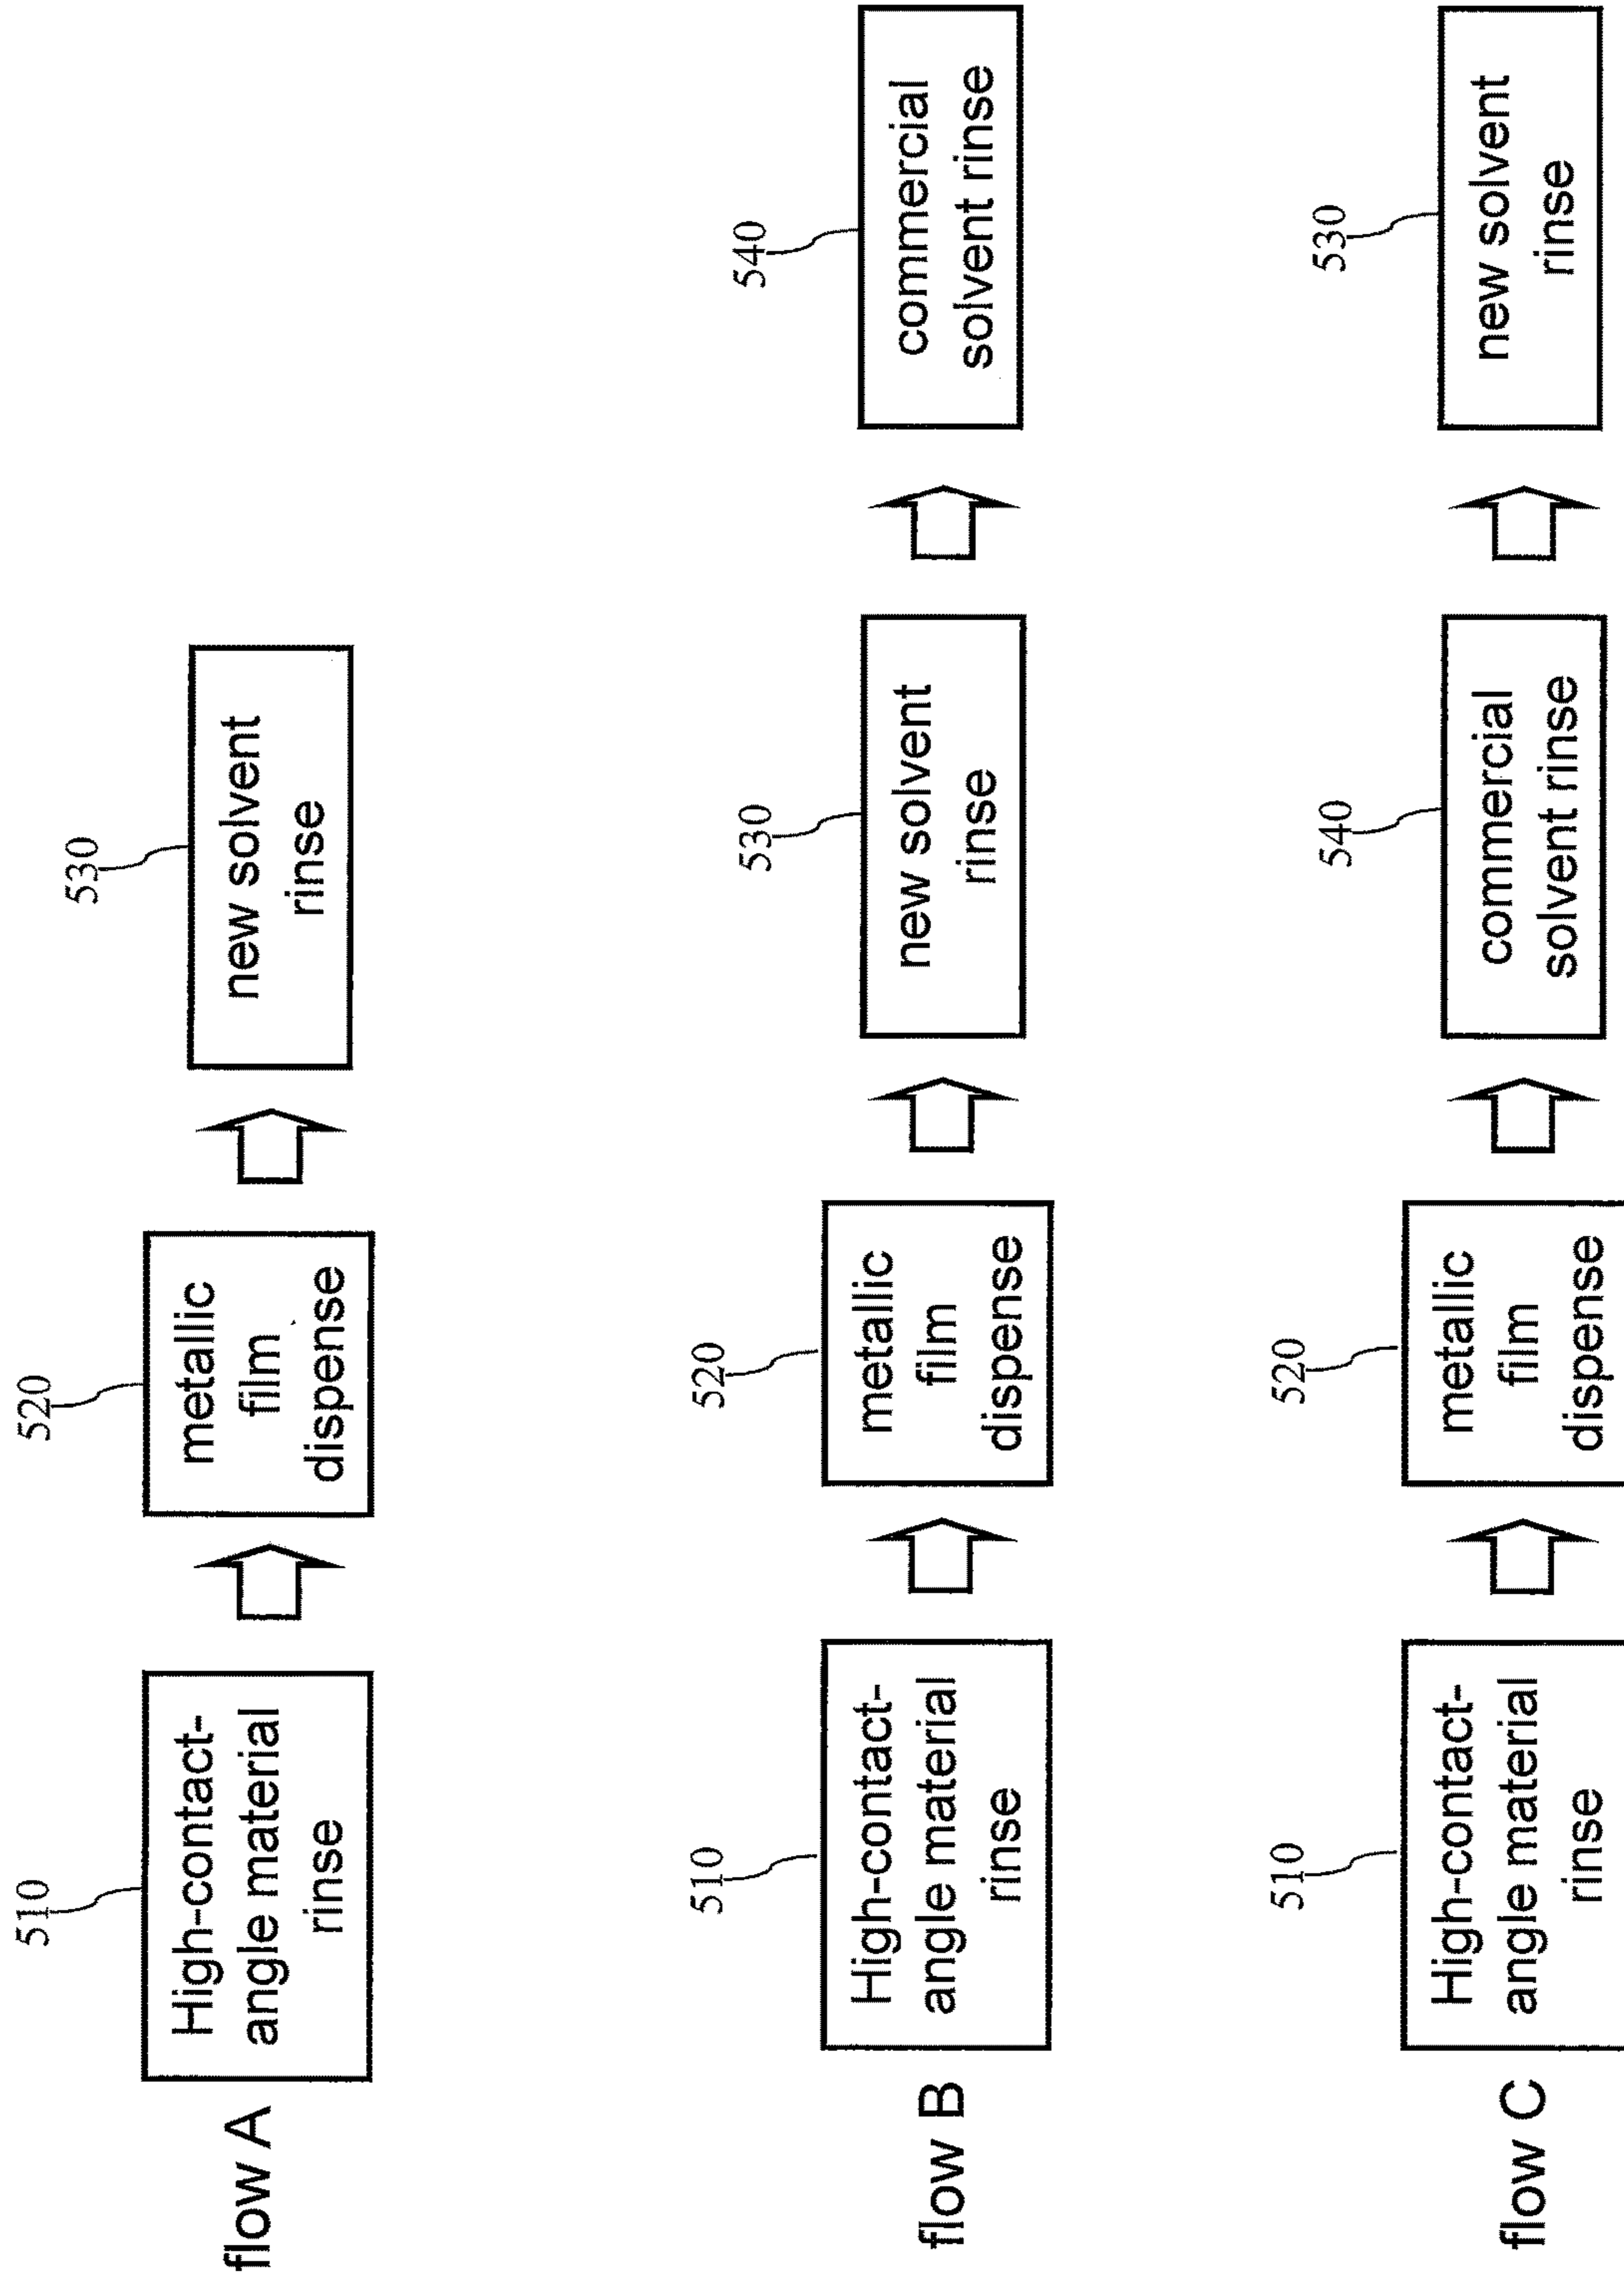 flow A
510
High-contact-
angle material
rinse
520
metallic
film
dispense
530
new solvent
rinse
flow B
510
High-contact-
angle material
rinse
520
metallic
film
dispense
530
new solvent
rinse
540
commercial
solvent rinse
flow C
510
High-contact-
angle material
rinse
520
metallic
film
dispense
540
commercial
solvent rinse
530
new solvent
rinse